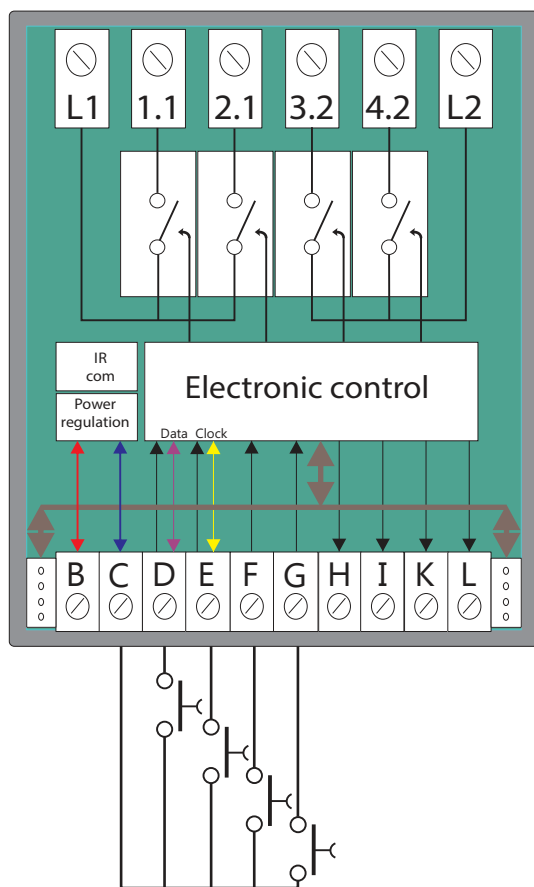 L1 1.1 2.1 3.2 4.2 L2
IR
com
Power
regulation
Electronic control
Data Clock
B C D E F G H I K L